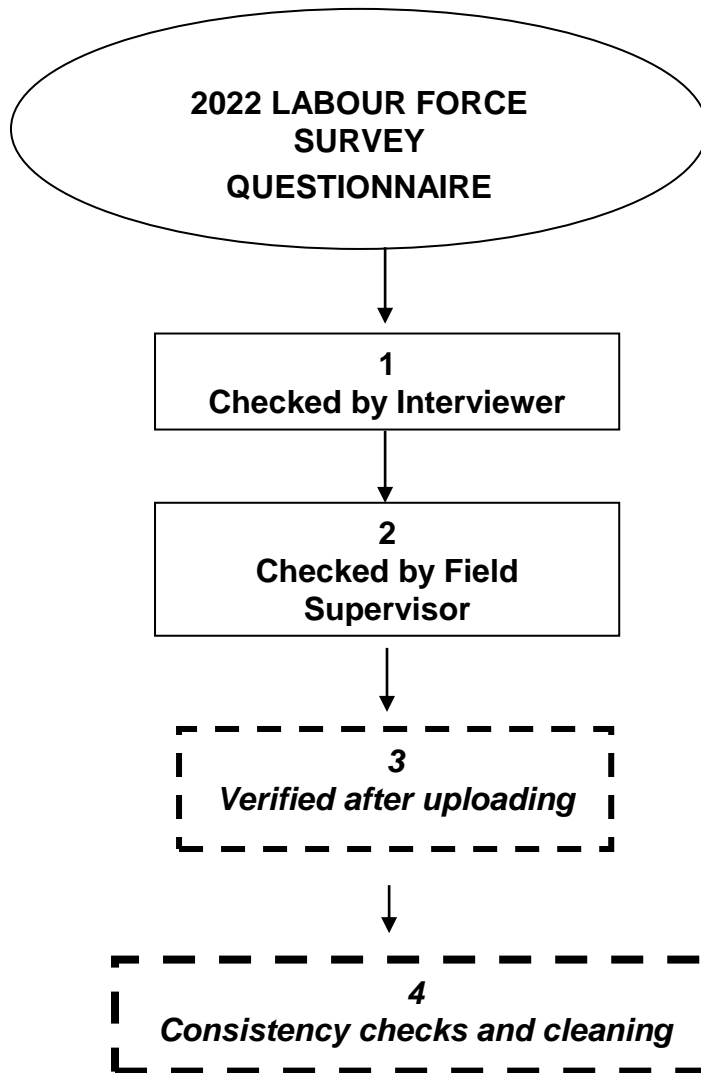 2022 LABOUR FORCE
SURVEY
QUESTIONNAIRE
1
Checked by Interviewer
2
Checked by Field
Supervisor
3
Verified after uploading
4
Consistency checks and cleaning